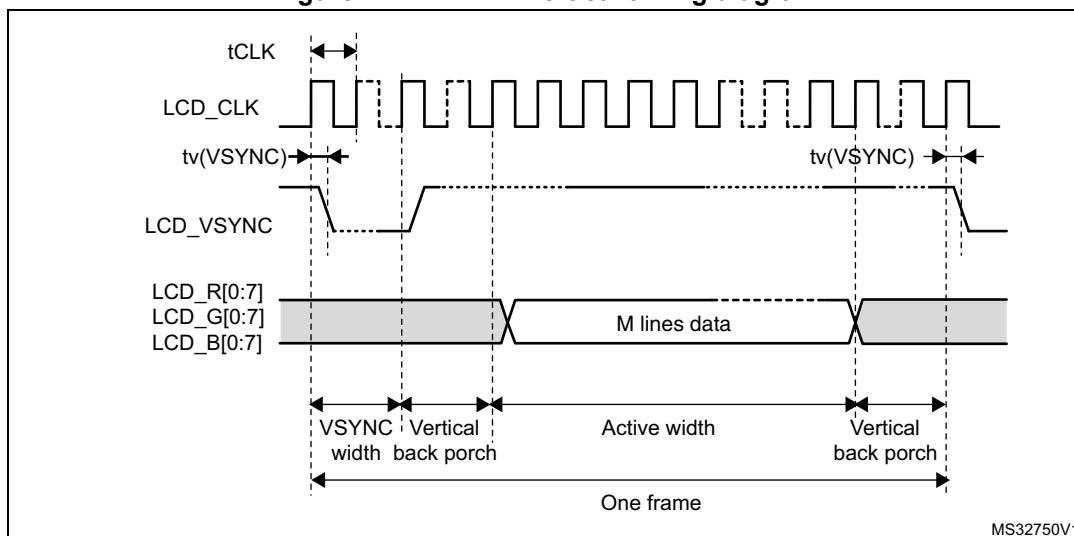 tCLK
LCD_CLK
tv(VSYNC)
tv(VSYNC)
LCD_VSYNC
LCD_R[0:7]
LCD_G[0:7]
LCD_B[0:7]
M lines data
VSYNC width
Vertical back porch
Active width
Vertical back porch
One frame
MS32750V1